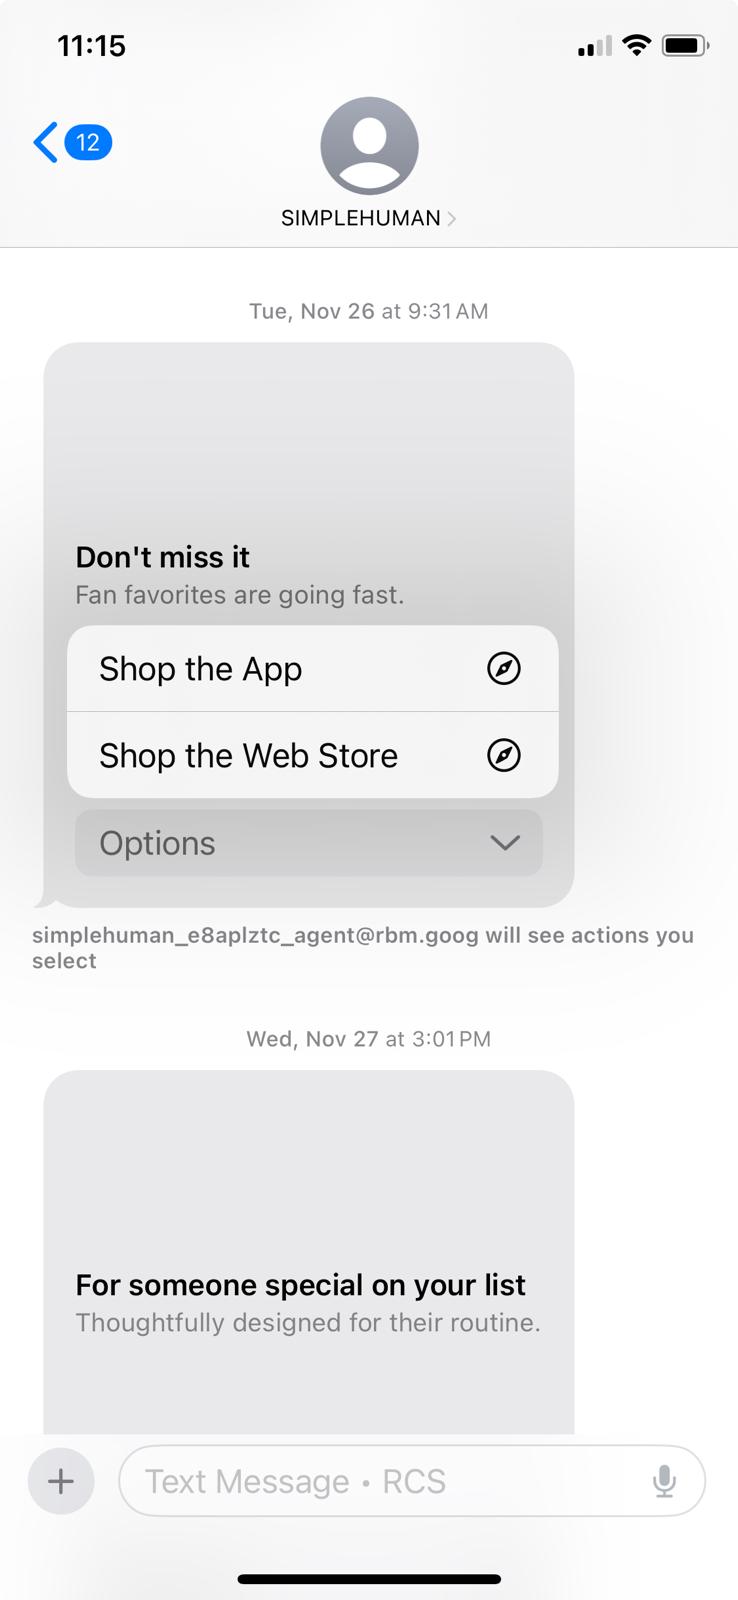 11:15
12
SIMPLEHUMAN
Tue, Nov 26 at 9:31 AM
Don't miss it
Fan favorites are going fast.
Shop the App
Shop the Web Store
Options
simplehuman_e8aplztc_agent@rbm.goog will see actions you
select
Wed, Nov 27 at 3:01 PM
For someone special on your list
Thoughtfully designed for their routine.
Text Message • RCS